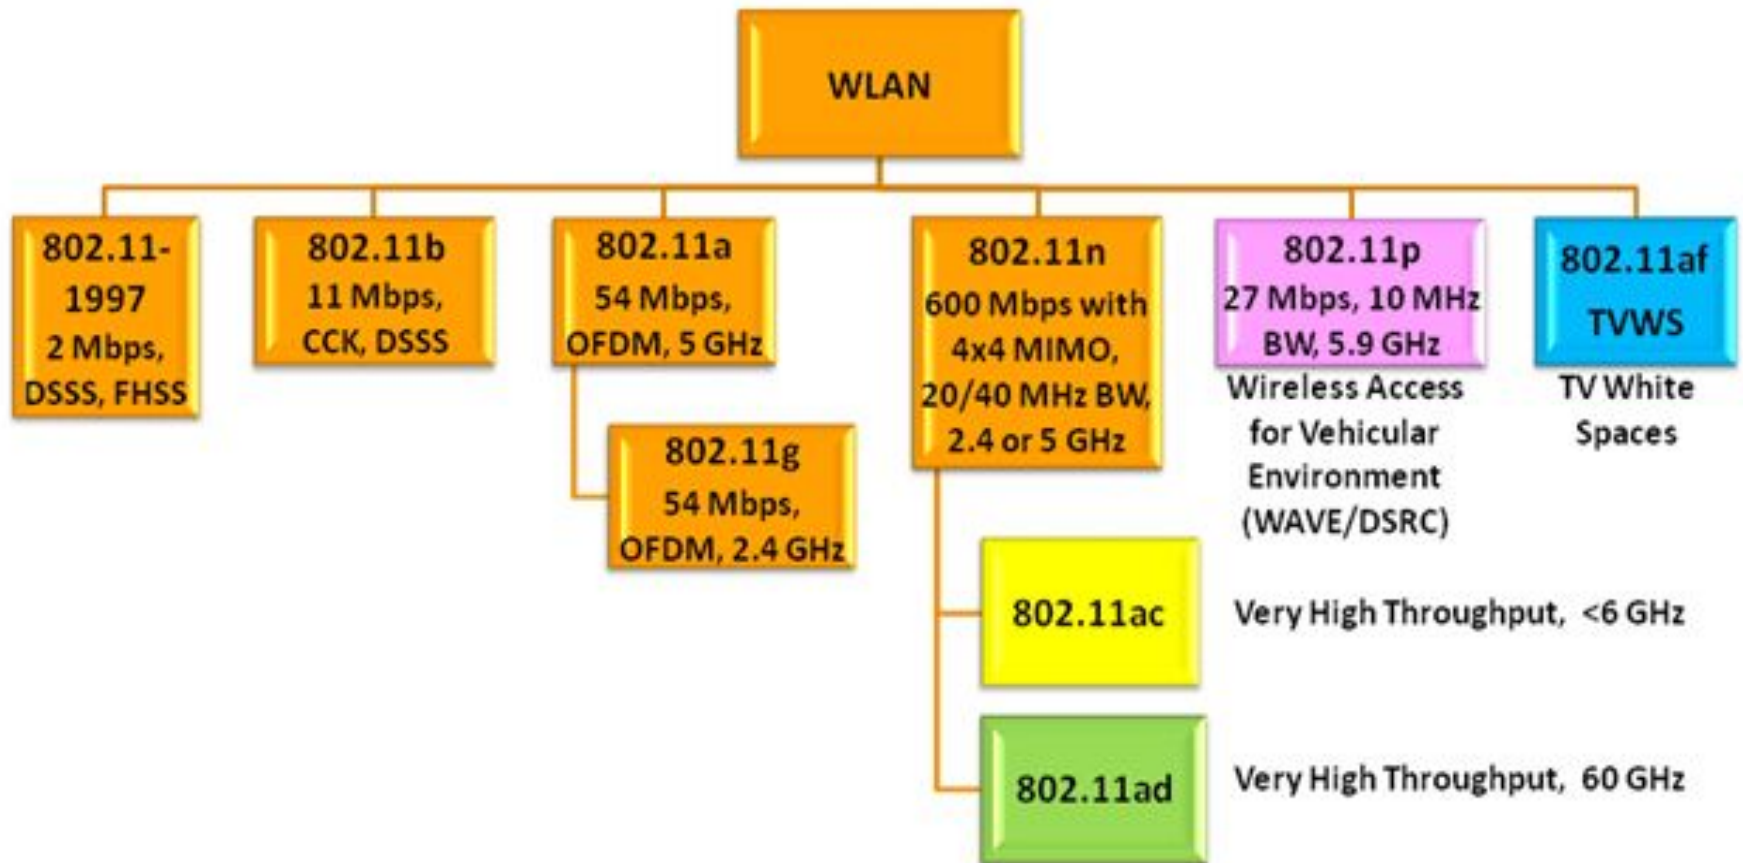 WLAN
802.11-
1997
2 Mbps,
DSSS, FHSS
802.11b
11 Mbps,
CCK, DSSS
802.11a
54 Mbps,
OFDM, 5 GHz
802.11g
54 Mbps,
OFDM, 2.4 GHz
802.11n
600 Mbps with
4x4 MIMO,
20/40 MHz BW,
2.4 or 5 GHz
802.11ac
Very High Throughput, <6 GHz
802.11ad
Very High Throughput, 60 GHz
802.11p
27 Mbps, 10 MHz
BW, 5.9 GHz
Wireless Access
for Vehicular
Environment
(WAVE/DSRC)
802.11af
TVWS
TV White
Spaces